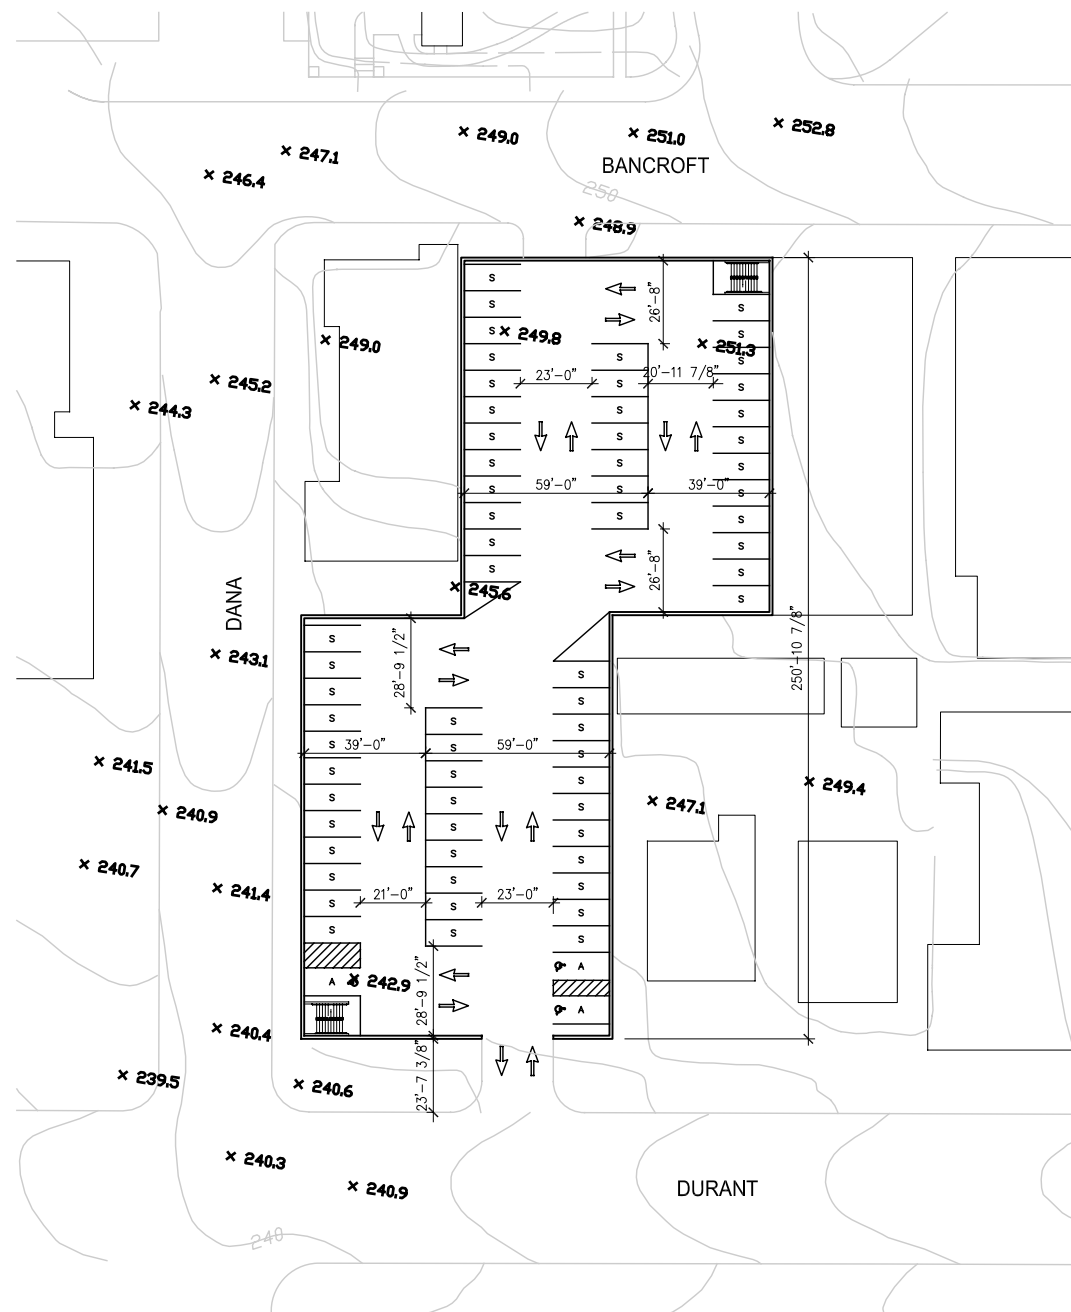 252.8
249.0
251.0
247.1
BANCROFT
246.4
250
248.9
S
S
S
26'-8"
S
249.8
249.0
251.3
S
S
S
20'-11 7/8"
23'-0"
245.2
S
S
S
244.3
S
S
S
S
S
S
S
S
S
59'-0"
39'-0"
S
S
S
S
S
S
S
S
26'-8"
S
S
245.6
S
DANA
S
28'-9 1/2"
250'-10 7/8"
243.1
S
S
S
S
S
S
S
39'-0"
59'-0"
S
S
S
241.5
S
S
S
249.4
247.1
S
S
S
240.9
S
S
S
S
S
S
240.7
S
S
S
241.4
21'-0"
23'-0"
S
S
S
S
S
S
28'-9 1/2"
A
A
242.9
A
240.4
23'-7 3/8"
239.5
240.6
240.3
240.9
DURANT
240